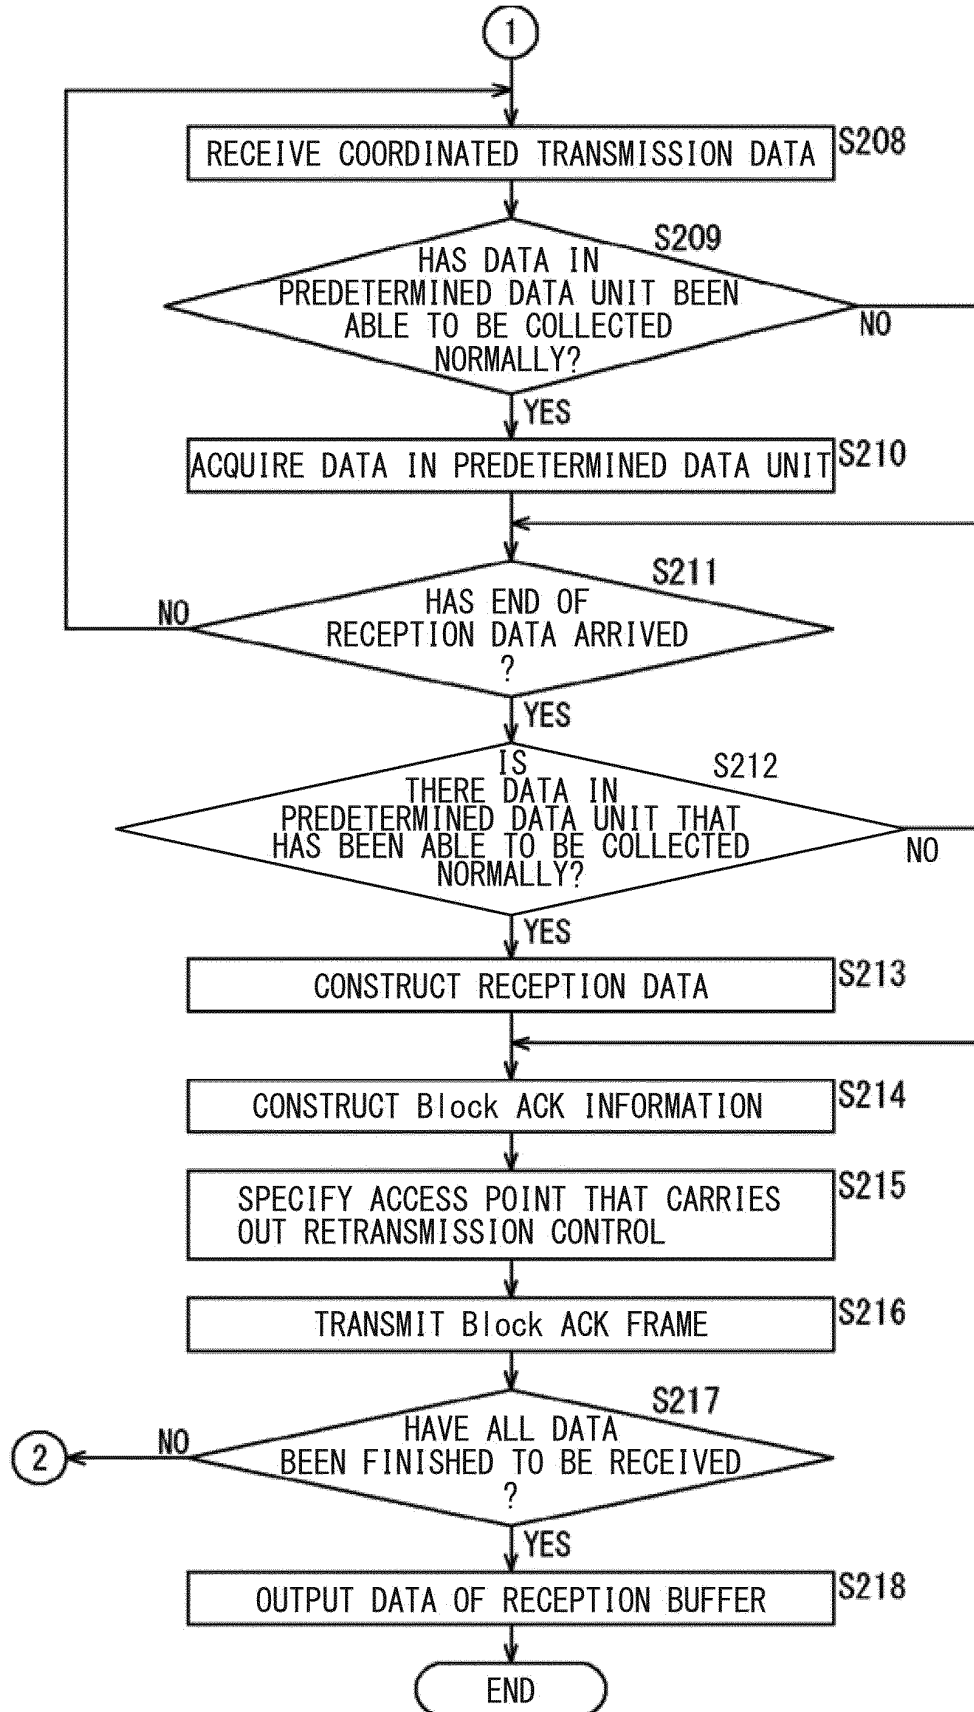 1
RECEIVE COORDINATED TRANSMISSION DATA
S208
S209
HAS DATA IN
PREDETERMINED DATA UNIT BEEN
ABLE TO BE COLLECTED
NORMALLY?
NO
YES
ACQUIRE DATA IN PREDETERMINED DATA UNIT
S210
S211
HAS END OF
RECEPTION DATA ARRIVED
?
NO
YES
S212
IS
THERE DATA IN
PREDETERMINED DATA UNIT THAT
HAS BEEN ABLE TO BE COLLECTED
NORMALLY?
NO
YES
CONSTRUCT RECEPTION DATA
S213
CONSTRUCT Block ACK INFORMATION
S214
SPECIFY ACCESS POINT THAT CARRIES
OUT RETRANSMISSION CONTROL
S215
TRANSMIT Block ACK FRAME
S216
S217
HAVE ALL DATA
BEEN FINISHED TO BE RECEIVED
?
NO
2
YES
OUTPUT DATA OF RECEPTION BUFFER
S218
END